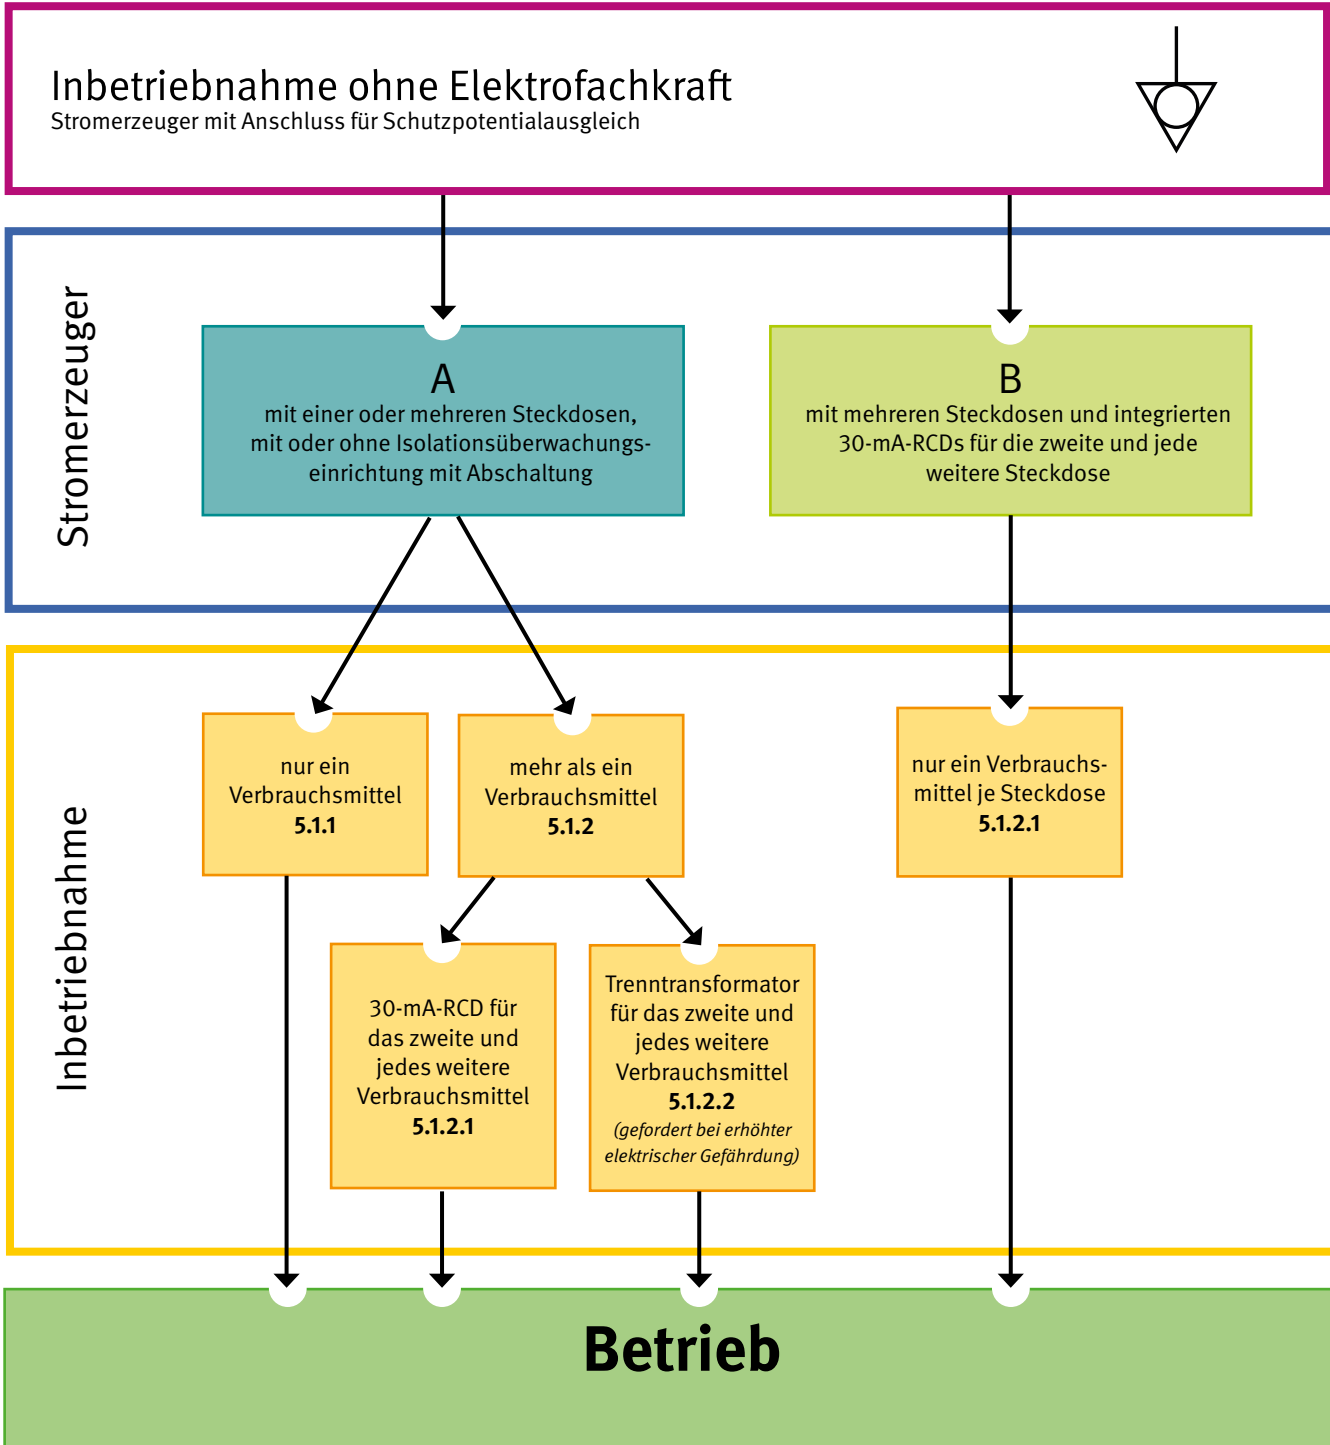 Inbetriebnahme ohne Elektrofachkraft
Stromerzeuger mit Anschluss für Schutzpotentialausgleich
Stromerzeuger
A
mit einer oder mehreren Steckdosen,
mit oder ohne Isolationsüberwachungs-
einrichtung mit Abschaltung
B
mit mehreren Steckdosen und integrierten
30-mA-RCDs für die zweite und jede
weitere Steckdose
Inbetriebnahme
nur ein
Verbrauchsmittel
5.1.1
mehr als ein
Verbrauchsmittel
5.1.2
nur ein Verbrauchs-
mittel je Steckdose
5.1.2.1
30-mA-RCD für
das zweite und
jedes weitere
Verbrauchsmittel
5.1.2.1
Trenntransformator
für das zweite und
jedes weitere
Verbrauchsmittel
5.1.2.2
(gefordert bei erhöhter
elektrischer Gefährdung)
Betrieb